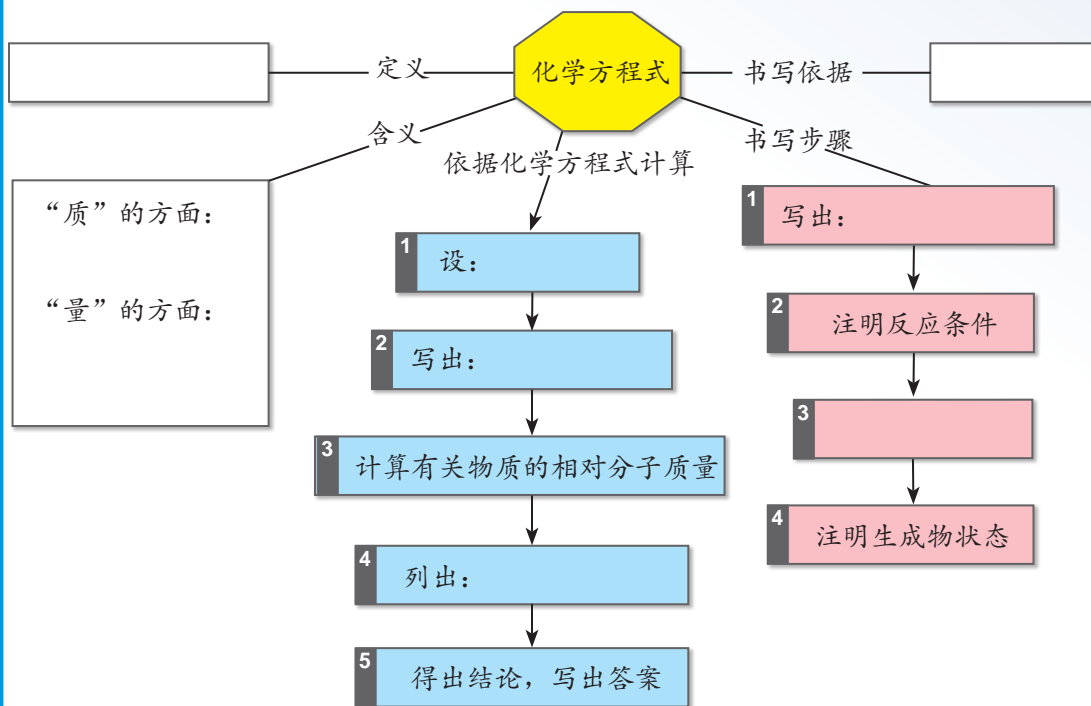 化学方程式
定义
书写依据
含义
书写步骤
依据化学方程式计算
“质”的方面：
“量”的方面：
1 设：
2 写出：
3 计算有关物质的相对分子质量
4 列出：
5 得出结论，写出答案
1 写出：
2 注明反应条件
3
4 注明生成物状态